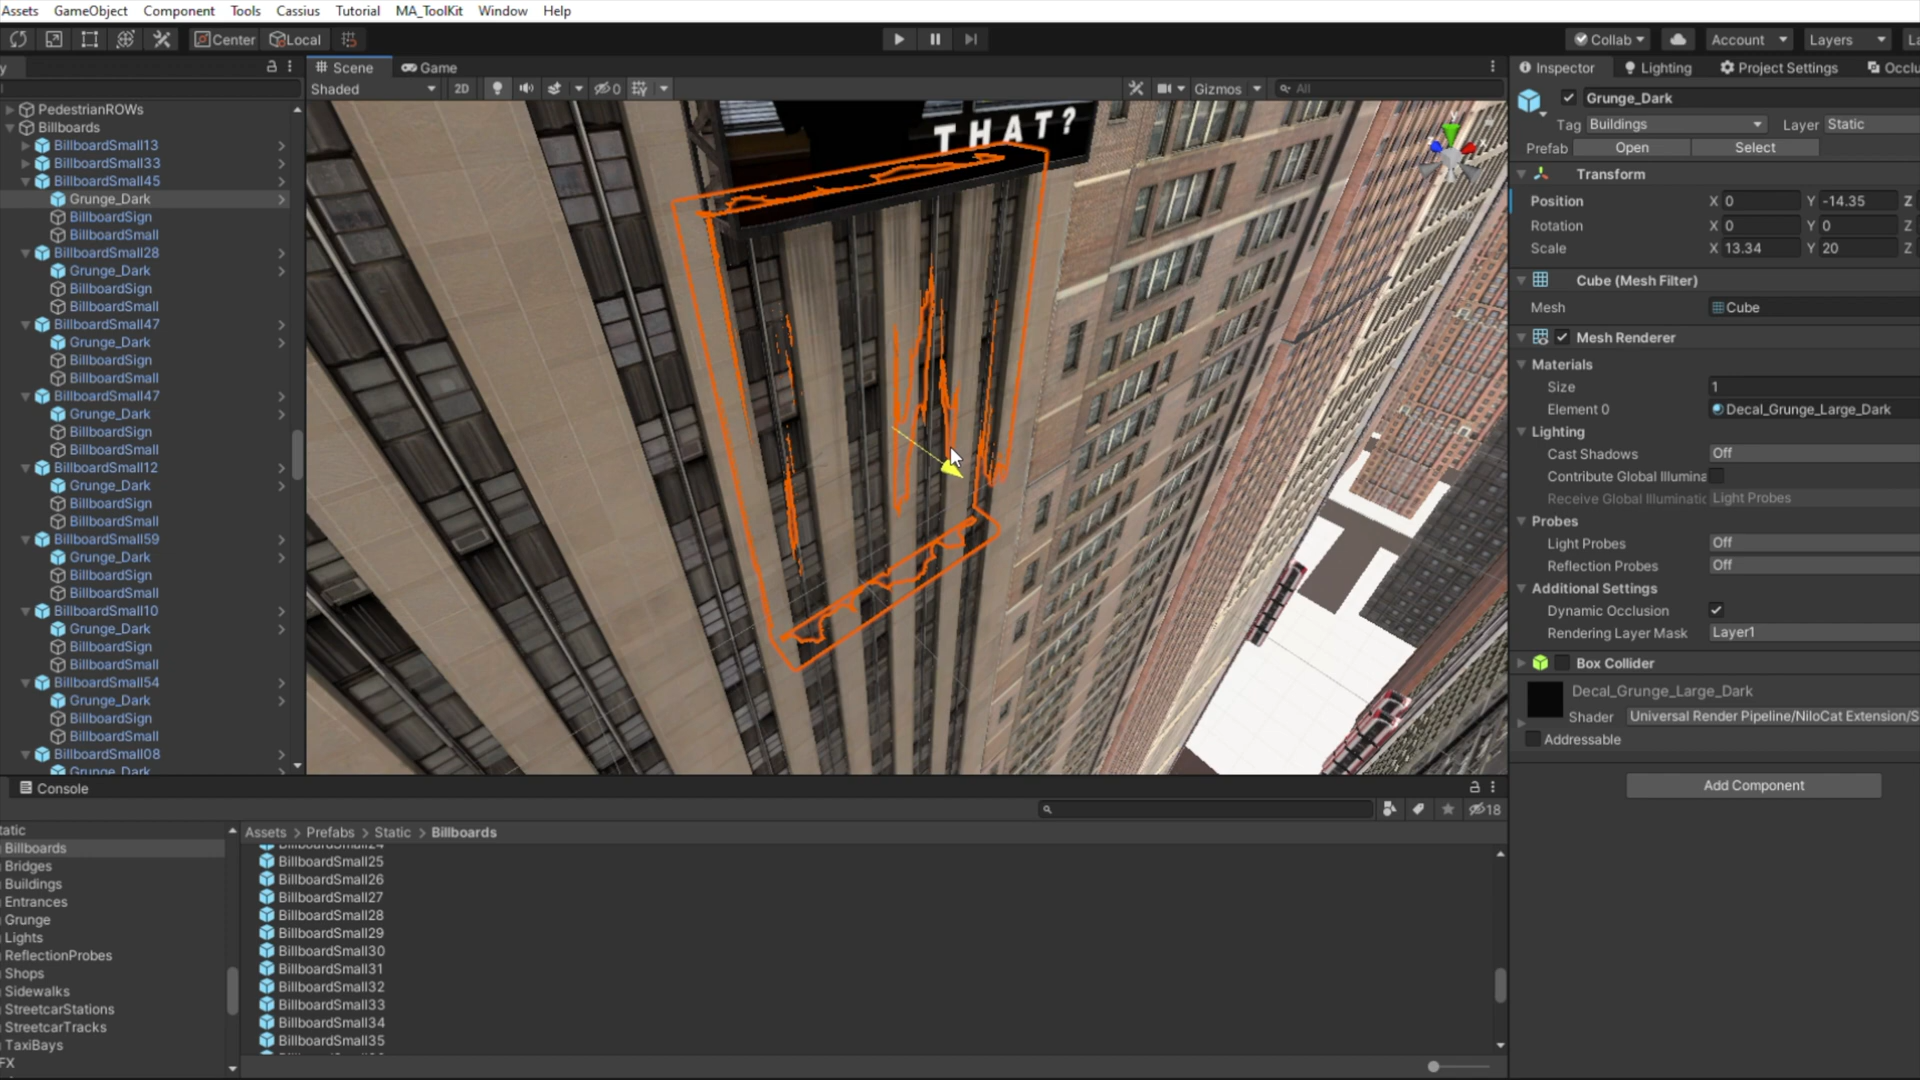 Assets GameObject Component Tools Cassius Tutorial MA_ToolKit Window Help
Center Local Collab Account Layers
Scene Game Inspector Lighting Project Settings
Shaded 2D 0 Gizmos All
PedestrianROWs
Billboards
BillboardSmall13
BillboardSmall33
BillboardSmall45
Grunge_Dark
BillboardSign
BillboardSmall
BillboardSmall28
Grunge_Dark
BillboardSign
BillboardSmall
BillboardSmall47
Grunge_Dark
BillboardSign
BillboardSmall
BillboardSmall47
Grunge_Dark
BillboardSign
BillboardSmall
BillboardSmall12
Grunge_Dark
BillboardSign
BillboardSmall
BillboardSmall59
Grunge_Dark
BillboardSign
BillboardSmall
BillboardSmall10
Grunge_Dark
BillboardSign
BillboardSmall
BillboardSmall54
Grunge_Dark
BillboardSign
BillboardSmall
BillboardSmall08
Grunge_Dark
THAT?
Grunge_Dark
Tag Buildings Layer Static
Prefab Open Select
Transform
Position X 0 Y -14.35 Z
Rotation X 0 Y 0 Z
Scale X 13.34 Y 20 Z
Cube (Mesh Filter)
Mesh Cube
Mesh Renderer
Materials
Size 1
Element 0 Decal_Grunge_Large_Dark
Lighting
Cast Shadows Off
Contribute Global Illumina
Receive Global Illuminatic Light Probes
Probes
Light Probes Off
Reflection Probes Off
Additional Settings
Dynamic Occlusion
Rendering Layer Mask Layer1
Box Collider
Decal_Grunge_Large_Dark
Shader Universal Render Pipeline/NiloCat Extension/S
Addressable
Add Component
Console
18
Assets > Prefabs > Static > Billboards
tatic
Billboards
Bridges
Buildings
Entrances
Grunge
Lights
ReflectionProbes
Shops
Sidewalks
StreetcarStations
StreetcarTracks
TaxiBays
FX
BillboardSmall24
BillboardSmall25
BillboardSmall26
BillboardSmall27
BillboardSmall28
BillboardSmall29
BillboardSmall30
BillboardSmall31
BillboardSmall32
BillboardSmall33
BillboardSmall34
BillboardSmall35